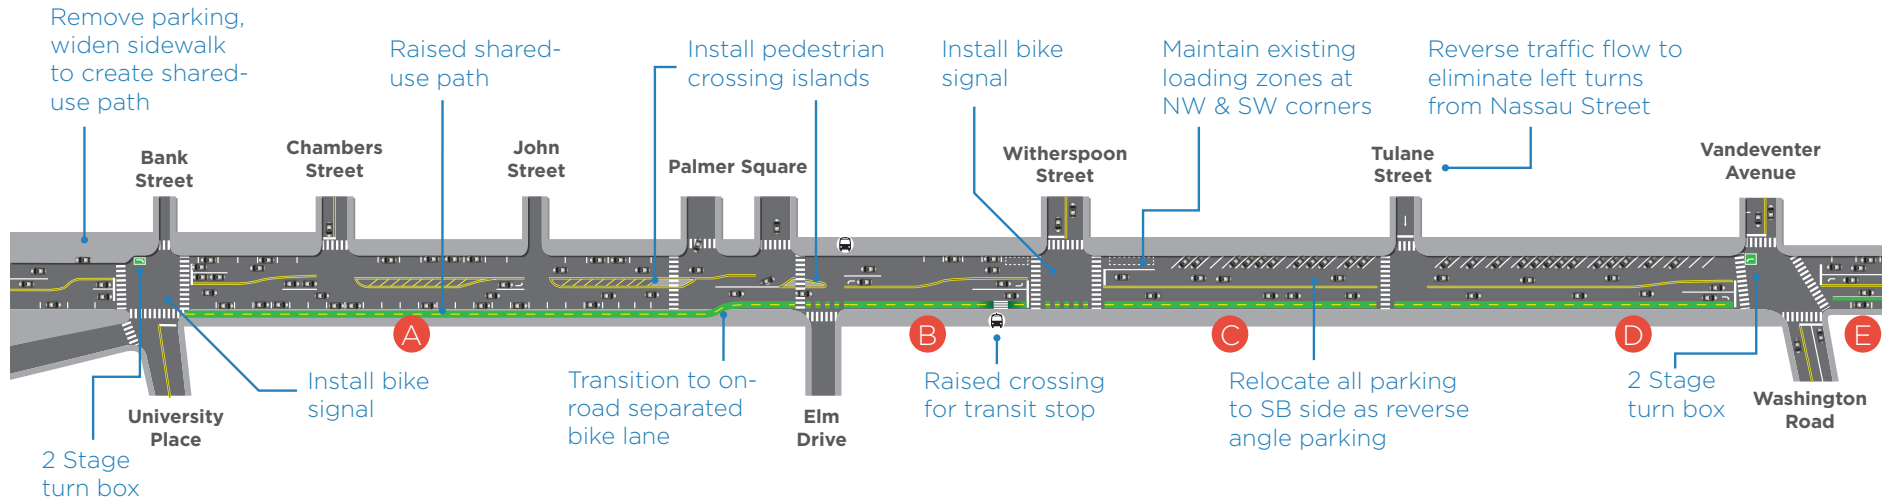 Remove parking,
widen sidewalk
to create shared-
use path
Raised shared-
use path
Install pedestrian
crossing islands
Install bike
signal
Maintain existing
loading zones at
NW & SW corners
Reverse traffic flow to
eliminate left turns
from Nassau Street
Bank
Street
Chambers
Street
John
Street
Palmer Square
Witherspoon
Street
Tulane
Street
Vandeventer
Avenue
A
B
C
D
E
University
Place
Install bike
signal
Transition to on-
road separated
bike lane
Elm
Drive
Raised crossing
for transit stop
Relocate all parking
to SB side as reverse
angle parking
2 Stage
turn box
Washington
Road
2 Stage
turn box